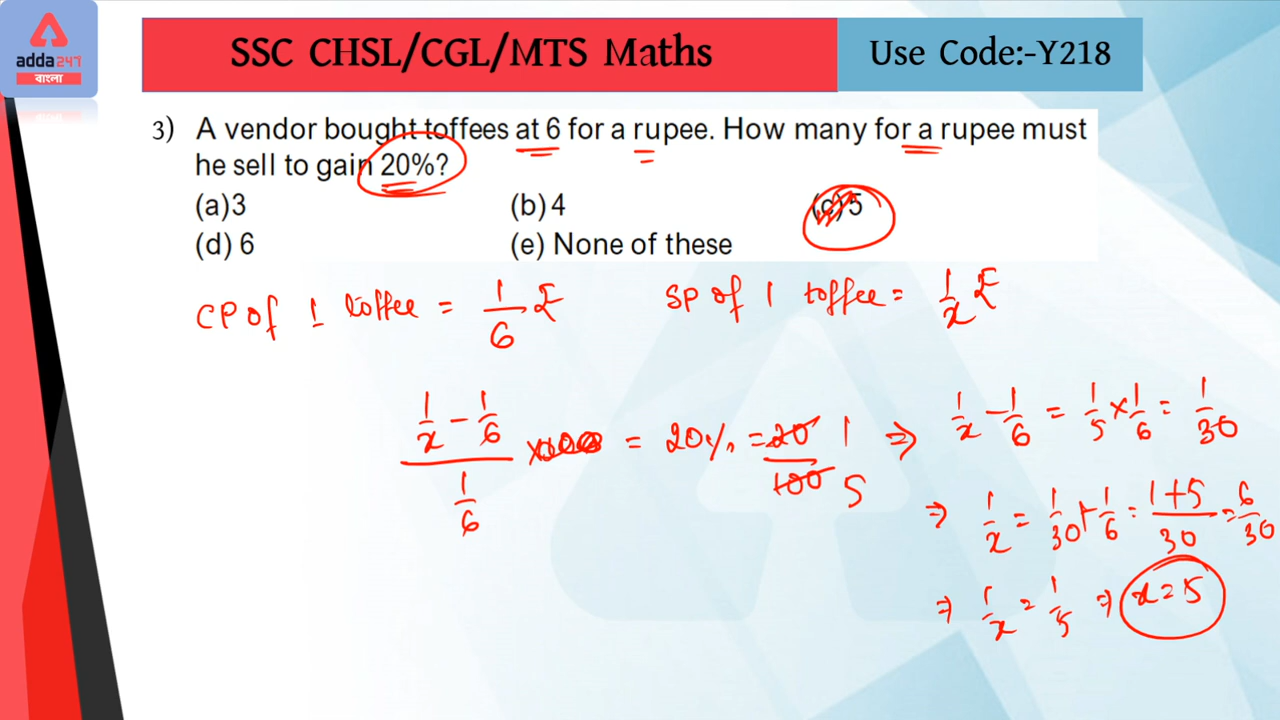 adda247
বাংলা
SSC CHSL/CGL/MTS Maths
Use Code:-Y218
3) A vendor bought toffees at 6 for a rupee. How many for a rupee must
he sell to gain 20%?
(a)3 (b)4 (c)5
(d) 6 (e) None of these
CP of 1 toffee = 1/6 ₹ SP of 1 toffee = 1/x ₹
(1/x - 1/6)/(1/6) ×100 = 20% = 20/100 1/5 ⇒ 1/x - 1/6 = 1/5 × 1/6 = 1/30
⇒ 1/x = 1/30 + 1/6 = (1+5)/30 = 6/30
⇒ 1/x = 1/5 ⇒ x = 5